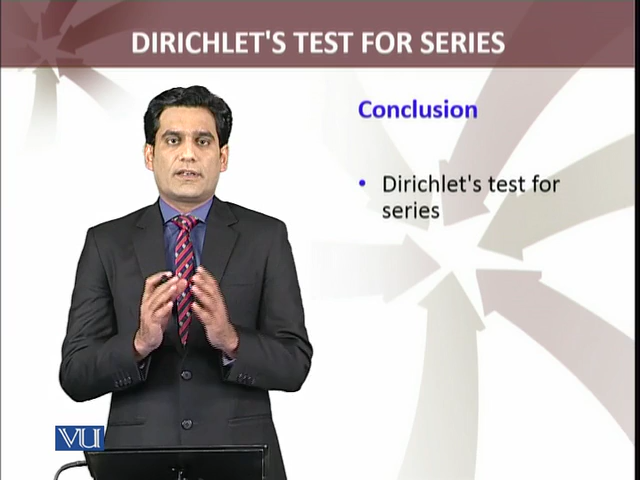 DIRICHLET'S TEST FOR SERIES
Conclusion
• Dirichlet's test for
series
VU